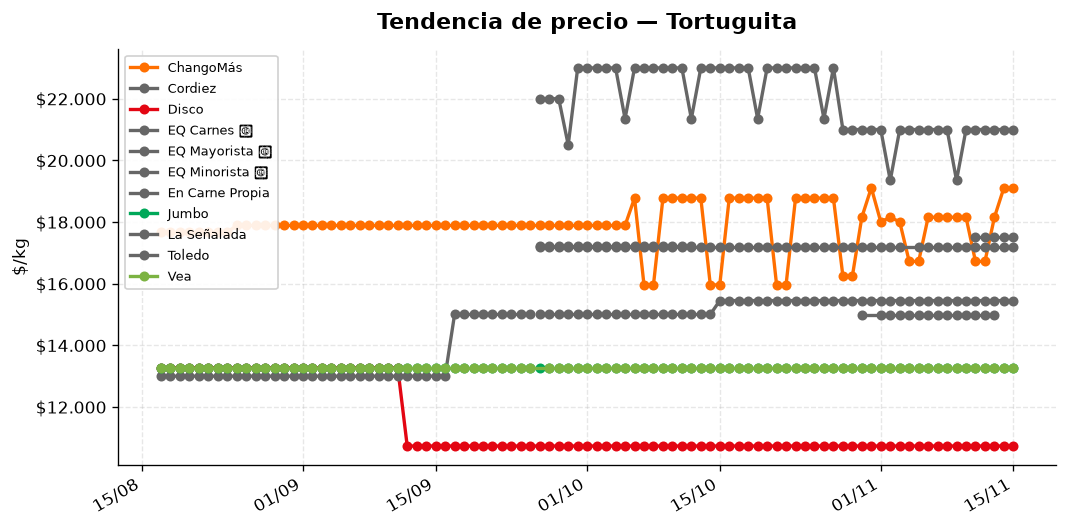 Tendencia de precio — Tortuguita
$/kg
$22.000
$20.000
$18.000
$16.000
$14.000
$12.000
ChangoMás
Cordiez
Disco
EQ Carnes
EQ Mayorista
EQ Minorista
En Carne Propia
Jumbo
La Señalada
Toledo
Vea
15/08
01/09
15/09
01/10
15/10
01/11
15/11